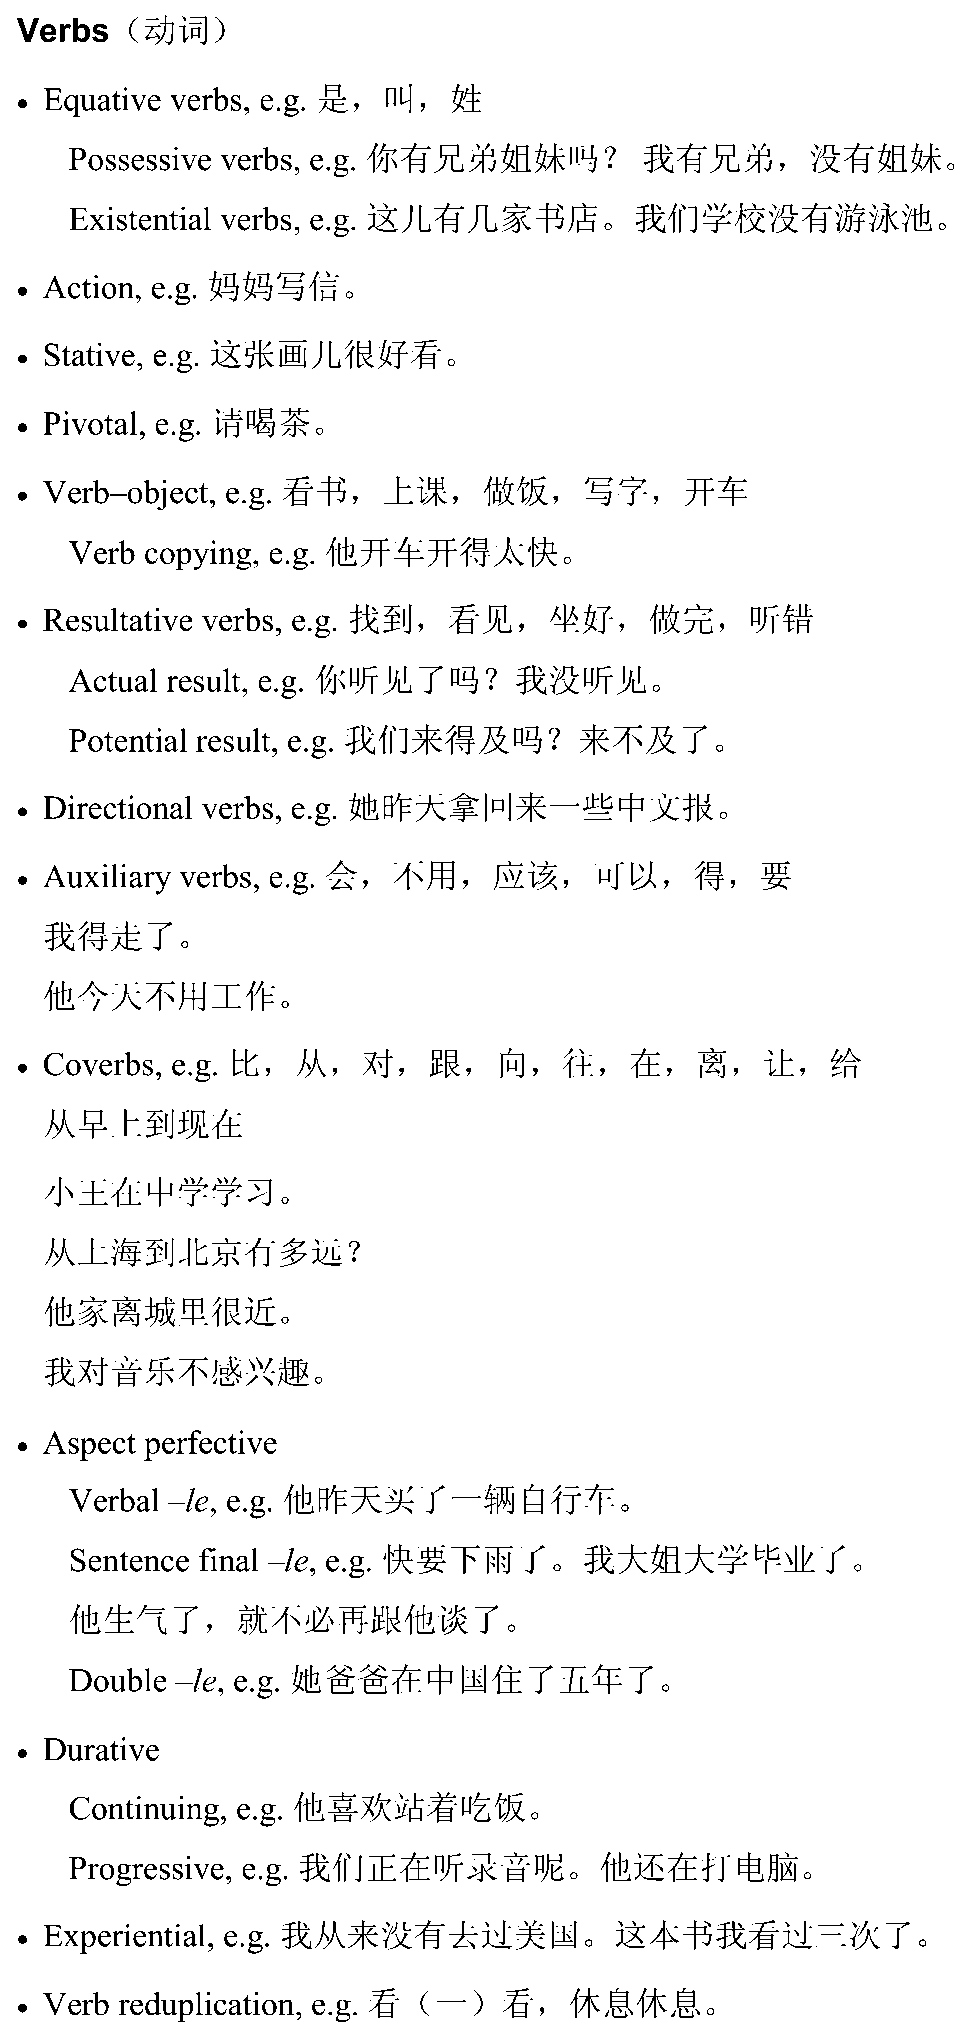 Verbs（动词）
• Equative verbs, e.g. 是，叫，姓
Possessive verbs, e.g. 你有兄弟姐妹吗？ 我有兄弟，没有姐妹。
Existential verbs, e.g. 这儿有几家书店。我们学校没有游泳池。
• Action, e.g. 妈妈写信。
• Stative, e.g. 这张画儿很好看。
• Pivotal, e.g. 请喝茶。
• Verb–object, e.g. 看书，上课，做饭，写字，开车
Verb copying, e.g. 他开车开得太快。
• Resultative verbs, e.g. 找到，看见，坐好，做完，听错
Actual result, e.g. 你听见了吗？我没听见。
Potential result, e.g. 我们来得及吗？来不及了。
• Directional verbs, e.g. 她昨天拿回来一些中文报。
• Auxiliary verbs, e.g. 会，不用，应该，可以，得，要
我得走了。
他今天不用工作。
• Coverbs, e.g. 比，从，对，跟，向，往，在，离，让，给
从早上到现在
小王在中学学习。
从上海到北京有多远？
他家离城里很近。
我对音乐不感兴趣。
• Aspect perfective
Verbal –le, e.g. 他昨天买了一辆自行车。
Sentence final –le, e.g. 快要下雨了。我大姐大学毕业了。
他生气了，就不必再跟他谈了。
Double –le, e.g. 她爸爸在中国住了五年了。
• Durative
Continuing, e.g. 他喜欢站着吃饭。
Progressive, e.g. 我们正在听录音呢。他还在打电脑。
• Experiential, e.g. 我从来没有去过美国。这本书我看过三次了。
• Verb reduplication, e.g. 看（一）看，休息休息。